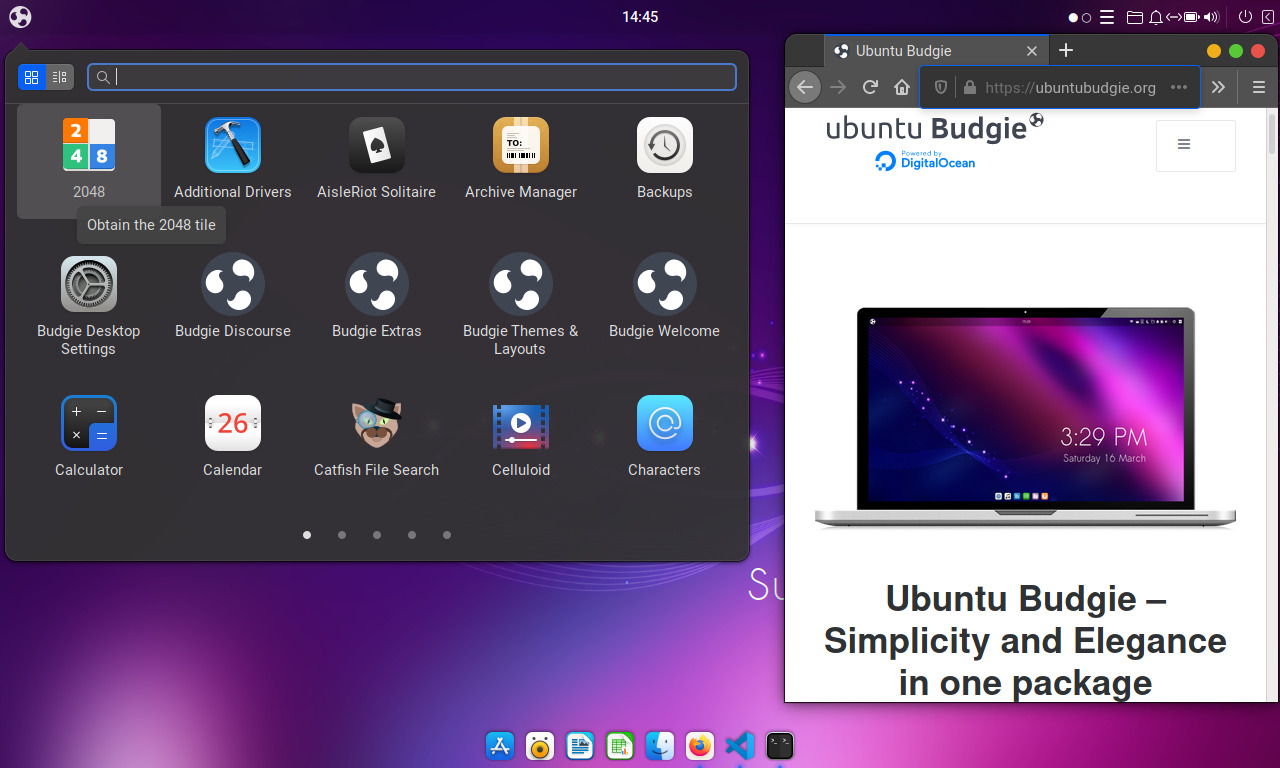 14:45
2048
Additional Drivers
AisleRiot Solitaire
TO:
Archive Manager
Backups
Obtain the 2048 tile
Budgie Desktop
Settings
Budgie Discourse
Budgie Extras
Budgie Themes &
Layouts
Budgie Welcome
Calculator
26
Calendar
Catfish File Search
Celluloid
Characters
Su
Ubuntu Budgie
https://ubuntubudgie.org
ubuntu Budgie
Powered by
DigitalOcean
3:29 PM
Saturday 16 March
Ubuntu Budgie –
Simplicity and Elegance
in one package